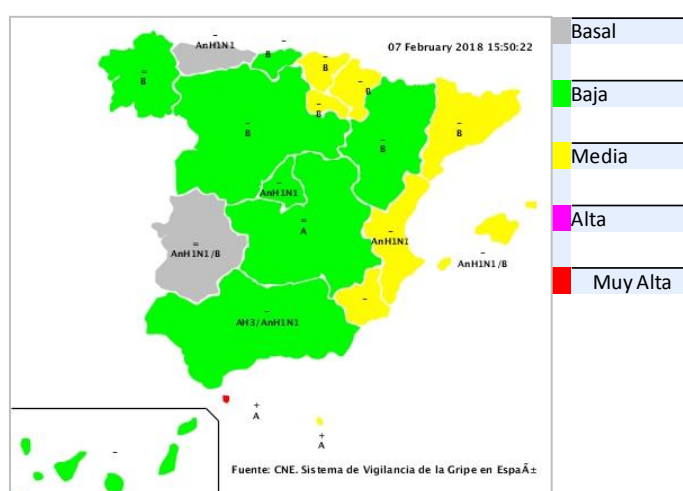 07 February 2018 15:50:22
–
AnH1N1
–
B
–
B
=
B
–
B
–
B
–
B
–
B
–
B
–
AnH1N1
=
A
–
AnH1N1
=
AnH1N1/B
–
AnH1N1/B
–
–
AH3/AnH1N1
+
A
+
A
–
Fuente: CNE. Sistema de Vigilancia de la Gripe en EspaÃ±
Basal
Baja
Media
Alta
Muy Alta